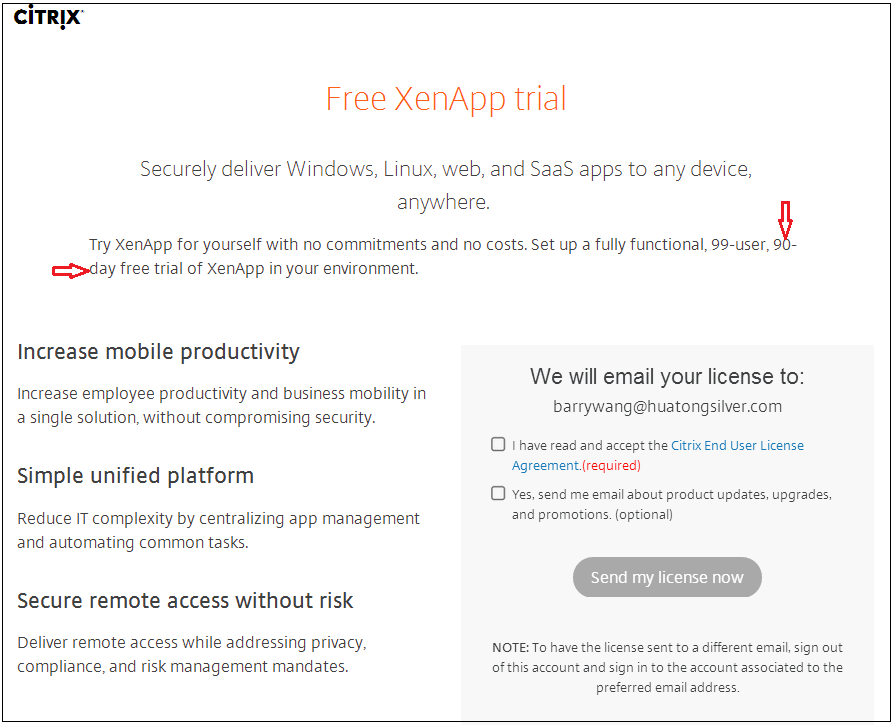 CITRIX
Free XenApp trial
Securely deliver Windows, Linux, web, and SaaS apps to any device,
anywhere.
Try XenApp for yourself with no commitments and no costs. Set up a fully functional, 99-user, 90-
day free trial of XenApp in your environment.
Increase mobile productivity
Increase employee productivity and business mobility in
a single solution, without compromising security.
Simple unified platform
Reduce IT complexity by centralizing app management
and automating common tasks.
Secure remote access without risk
Deliver remote access while addressing privacy,
compliance, and risk management mandates.
We will email your license to:
barrywang@huatongsilver.com
I have read and accept the Citrix End User License
Agreement.(required)
Yes, send me email about product updates, upgrades,
and promotions. (optional)
Send my license now
NOTE: To have the license sent to a different email, sign out
of this account and sign in to the account associated to the
preferred email address.